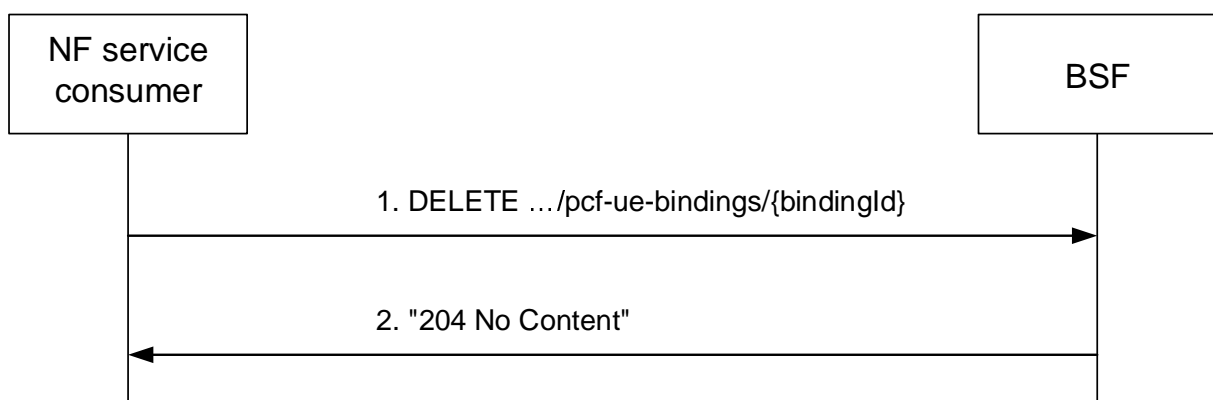 NF service
consumer
BSF
1. DELETE …/pcf-ue-bindings/{bindingId}
2. "204 No Content"